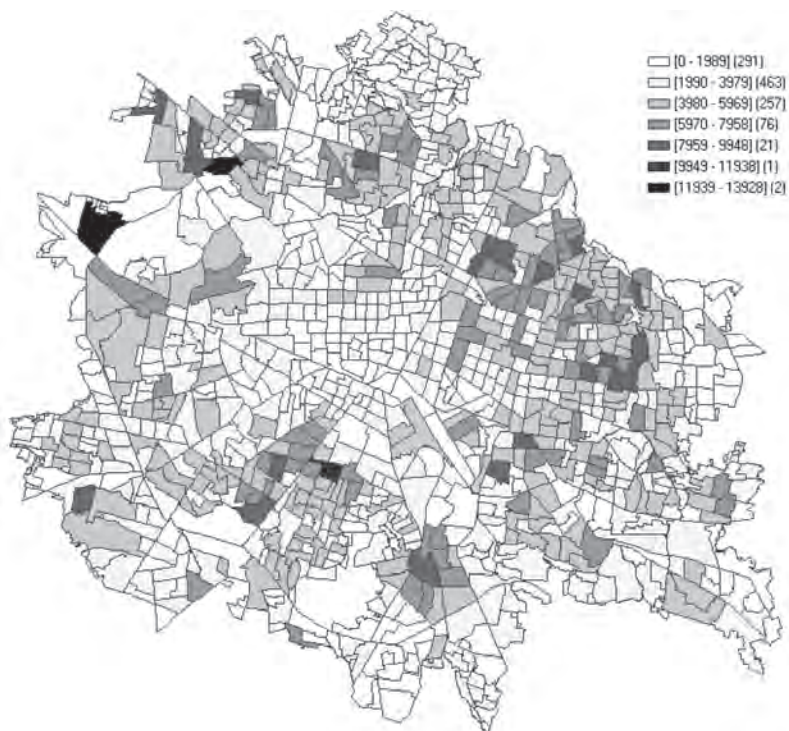 [0 - 1989] (291)
[1990 - 3979] (463)
[3980 - 5969] (257)
[5970 - 7958] (76)
[7959 - 9948] (21)
[9949 - 11938] (1)
[11939 - 13928] (2)